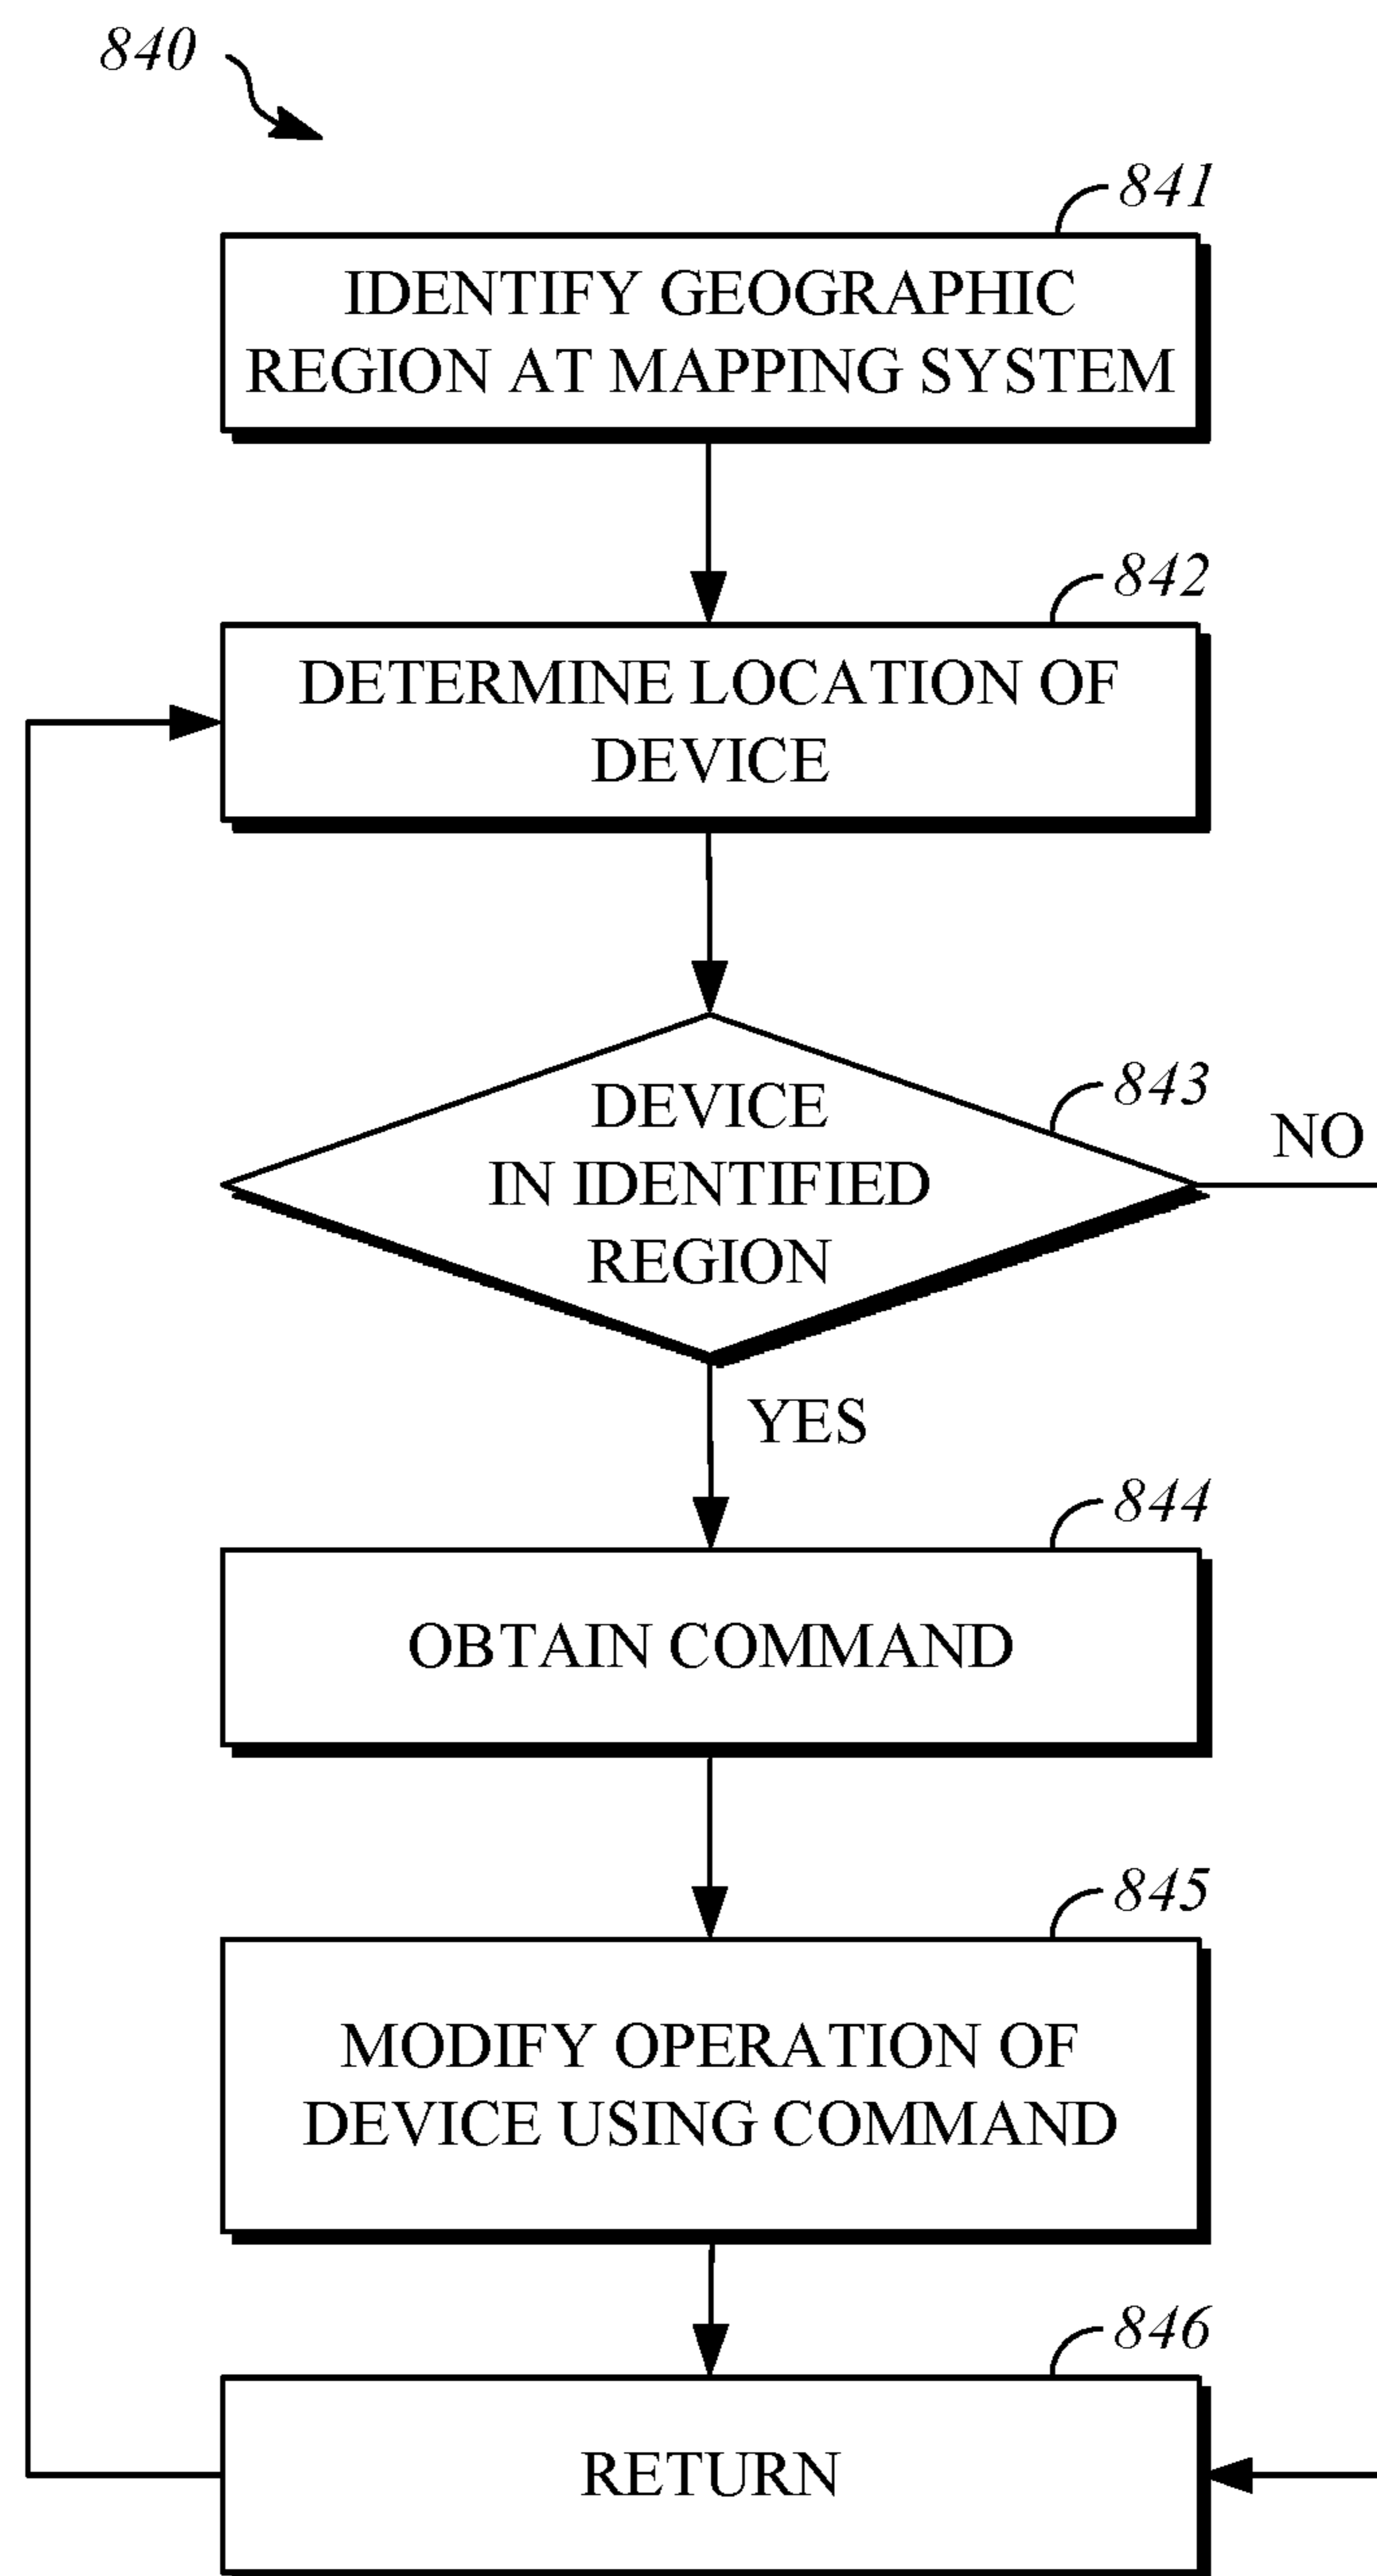 840
841
IDENTIFY GEOGRAPHIC
REGION AT MAPPING SYSTEM
842
DETERMINE LOCATION OF
DEVICE
843
DEVICE
IN IDENTIFIED
REGION
NO
YES
844
OBTAIN COMMAND
845
MODIFY OPERATION OF
DEVICE USING COMMAND
846
RETURN